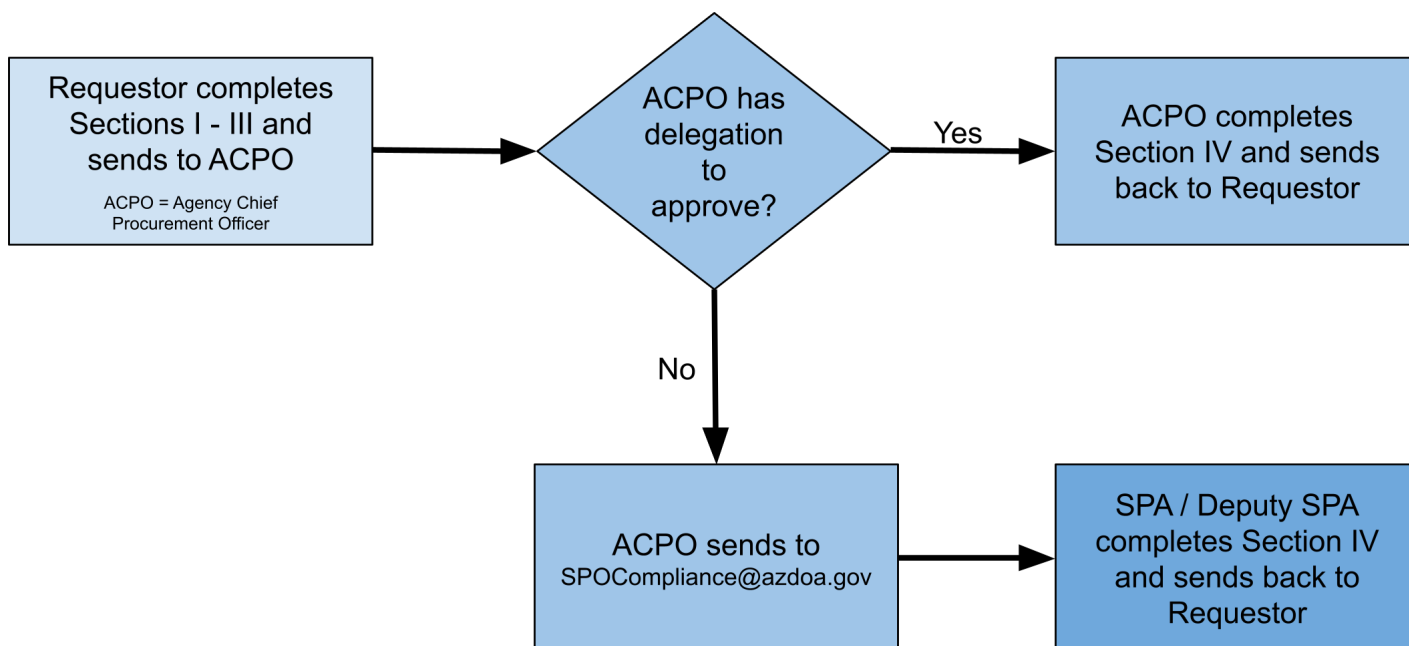 Requestor completes
Sections I - III and
sends to ACPO
ACPO = Agency Chief
Procurement Officer
ACPO has
delegation
to
approve?
Yes
ACPO completes
Section IV and sends
back to Requestor
No
ACPO sends to
SPOCompliance@azdoa.gov
SPA / Deputy SPA
completes Section IV
and sends back to
Requestor